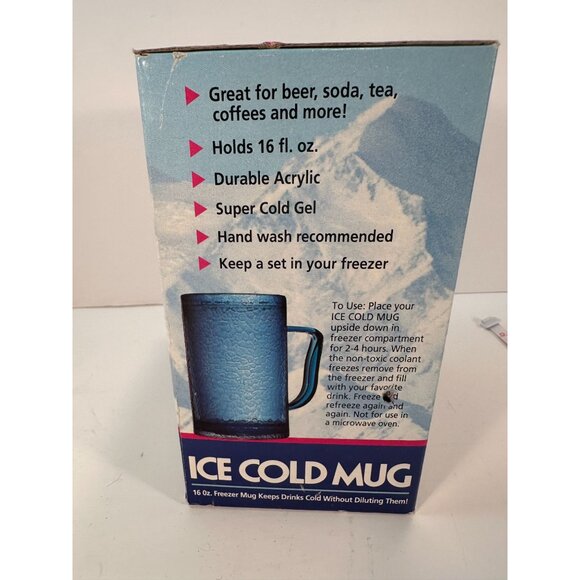 Great for beer, soda, tea,
coffees and more!
Holds 16 fl. oz.
Durable Acrylic
Super Cold Gel
Hand wash recommended
Keep a set in your freezer
To Use: Place your
ICE COLD MUG
upside down in
freezer compartment
for 2-4 hours. When
the non-toxic coolant
freezes remove from
the freezer and fill
with your favorite
drink. Freeze and
refreeze again and
again. Not for use in
a microwave oven.
ICE COLD MUG
16 Oz. Freezer Mug Keeps Drinks Cold Without Diluting Them!